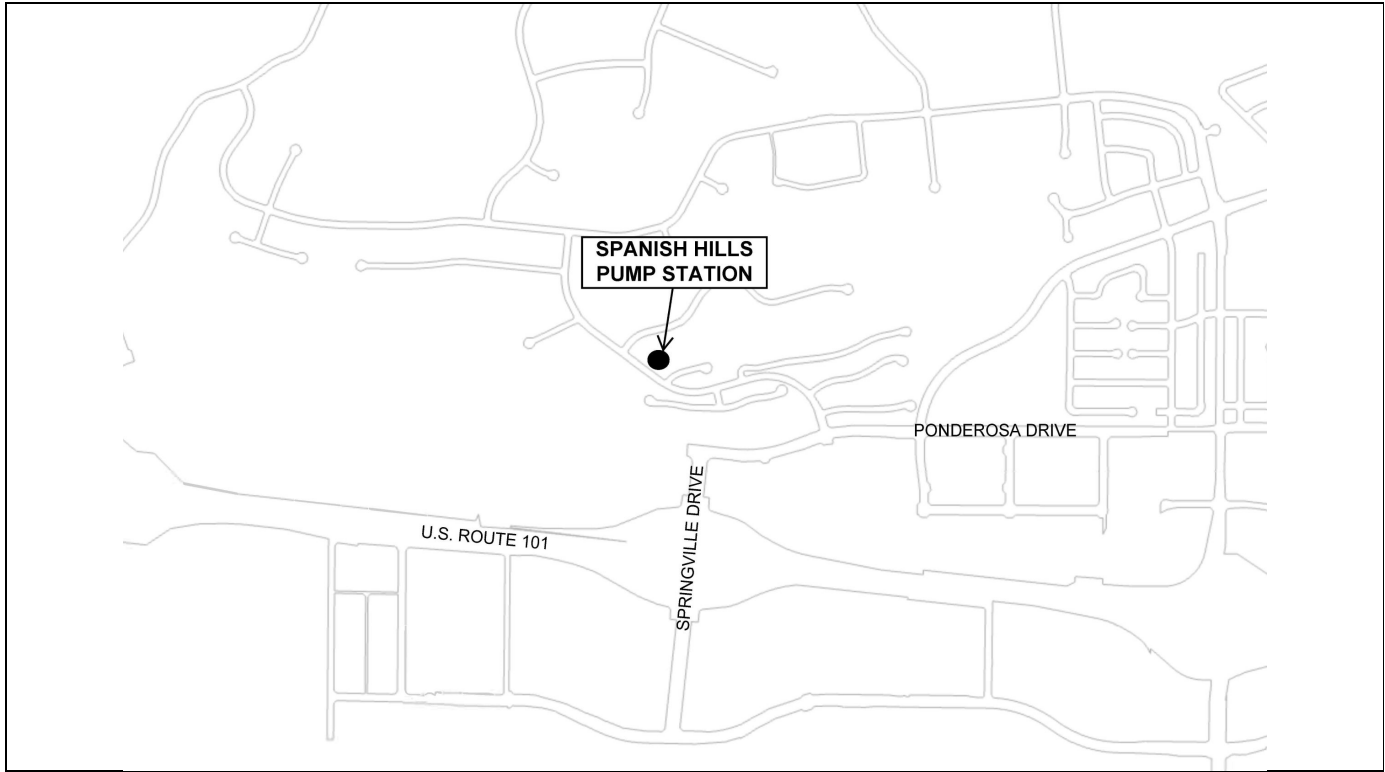 SPANISH HILLS
PUMP STATION
PONDEROSA DRIVE
SPRINGVILLE DRIVE
U.S. ROUTE 101